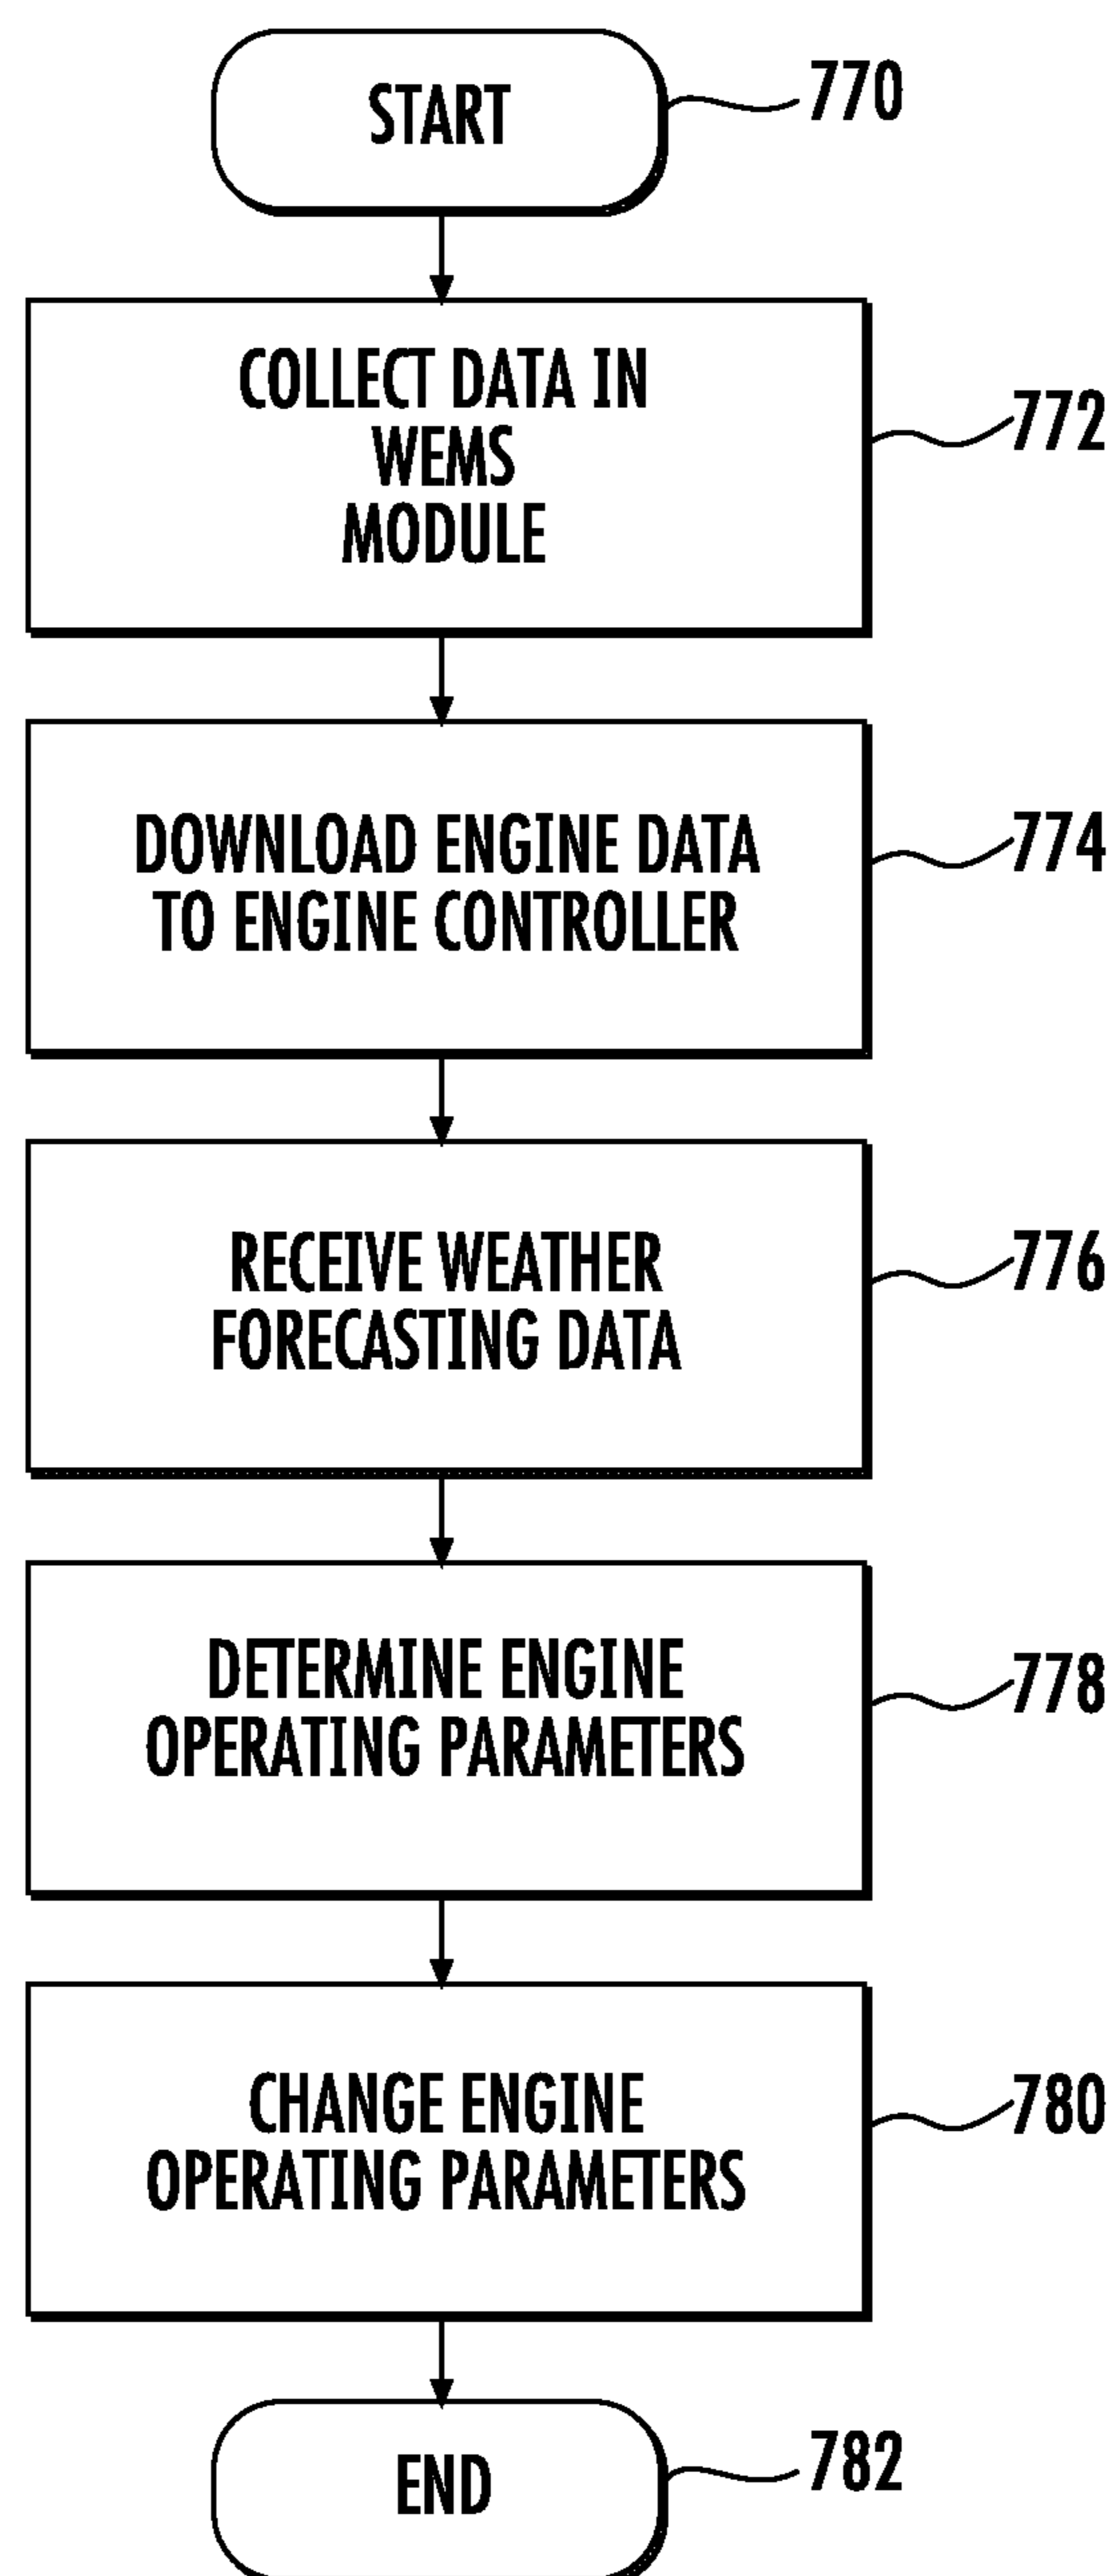 START
770
COLLECT DATA IN
WEMS
MODULE
772
DOWNLOAD ENGINE DATA
TO ENGINE CONTROLLER
774
RECEIVE WEATHER
FORECASTING DATA
776
DETERMINE ENGINE
OPERATING PARAMETERS
778
CHANGE ENGINE
OPERATING PARAMETERS
780
END
782